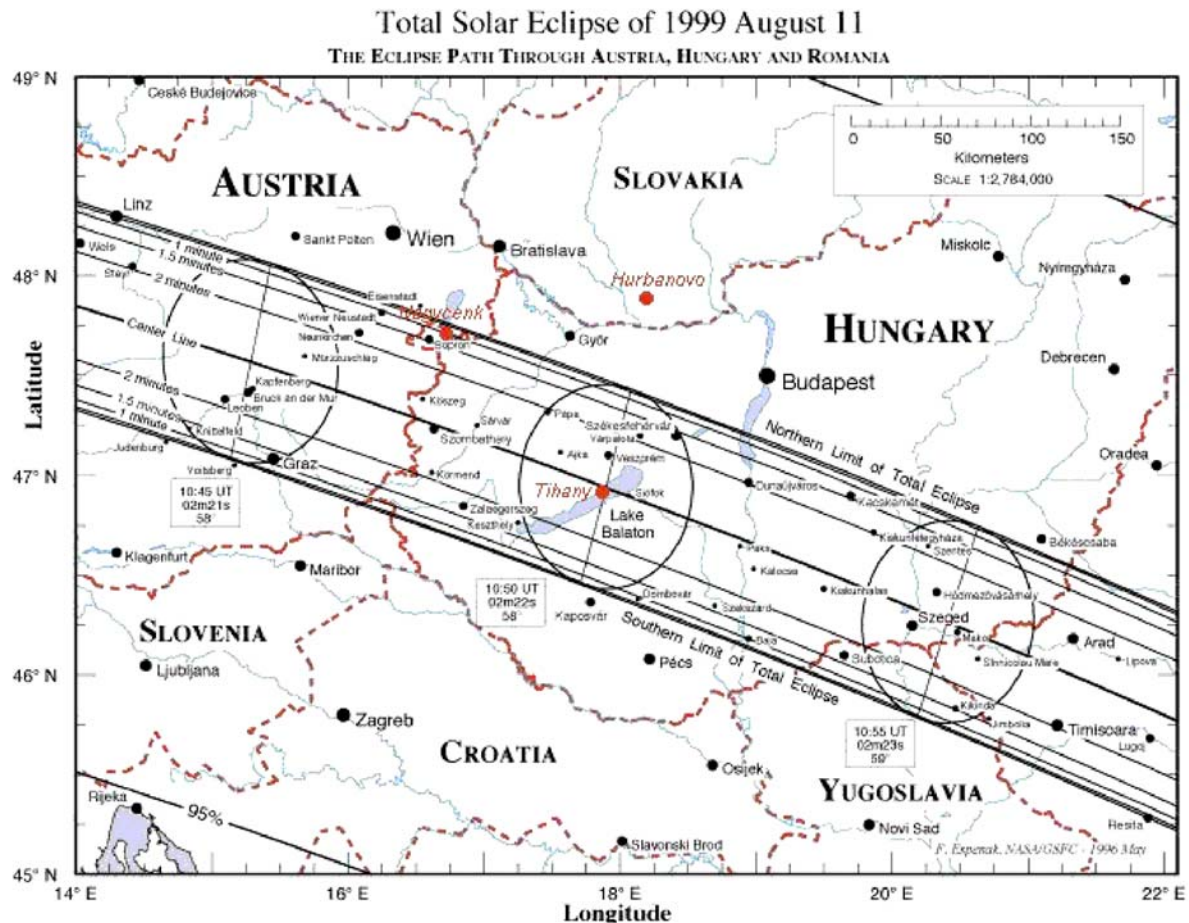 Total Solar Eclipse of 1999 August 11
THE ECLIPSE PATH THROUGH AUSTRIA, HUNGARY AND ROMANIA
49° N
48° N
47° N
46° N
45° N
Latitude
14° E
16° E
18° E
20° E
22° E
Longitude
0 50 100 150
Kilometers
SCALE 1:2,784,000
Ceské Budejovice
AUSTRIA
SLOVAKIA
HUNGARY
SLOVENIA
CROATIA
YUGOSLAVIA
Linz
Wels
Steyr
Sankt Pölten
Wien
Bratislava
Hurbanovo
Miskolc
Nyíregyháza
1 minute
1.5 minutes
2 minutes
Center Line
2 minutes
1.5 minutes
1 minute
Eisenstadt
Nagycenk
Wiener Neustadt
Neunkirchen
Sopron
Mürzzuschlag
Győr
Debrecen
Budapest
Kapfenberg
Bruck an der Mur
Leoben
Knittelfeld
Judenburg
Voitsberg
Graz
Köszeg
Sárvár
Szombathely
Körmend
Pápa
Székesfehérvár
Várpalota
Ajka
Veszprém
Northern Limit of Total Eclipse
Oradea
Tihany
Siófok
Lake
Balaton
Zalaegerszeg
Keszthely
Dunaújváros
Kecskemét
Kiskunfelegyháza
Szentes
Békéscsaba
10:45 UT
02m21s
58°
Klagenfurt
Maribor
Paks
Kalocsa
Kiskunhalas
Hódmezövásárhely
Szeged
10:50 UT
02m22s
58°
Kaposvár
Dombóvár
Szekszárd
Baja
Makó
Arad
Lipova
Sînnicolau Mare
Subotica
Southern Limit of Total Eclipse
Ljubljana
Pécs
Kikinda
Jimbolia
Timisoara
Lugoj
Zagreb
10:55 UT
02m23s
59°
Osijek
Rijeka
95%
Novi Sad
Resita
Slavonski Brod
F. Espenak, NASA/GSFC - 1996 May